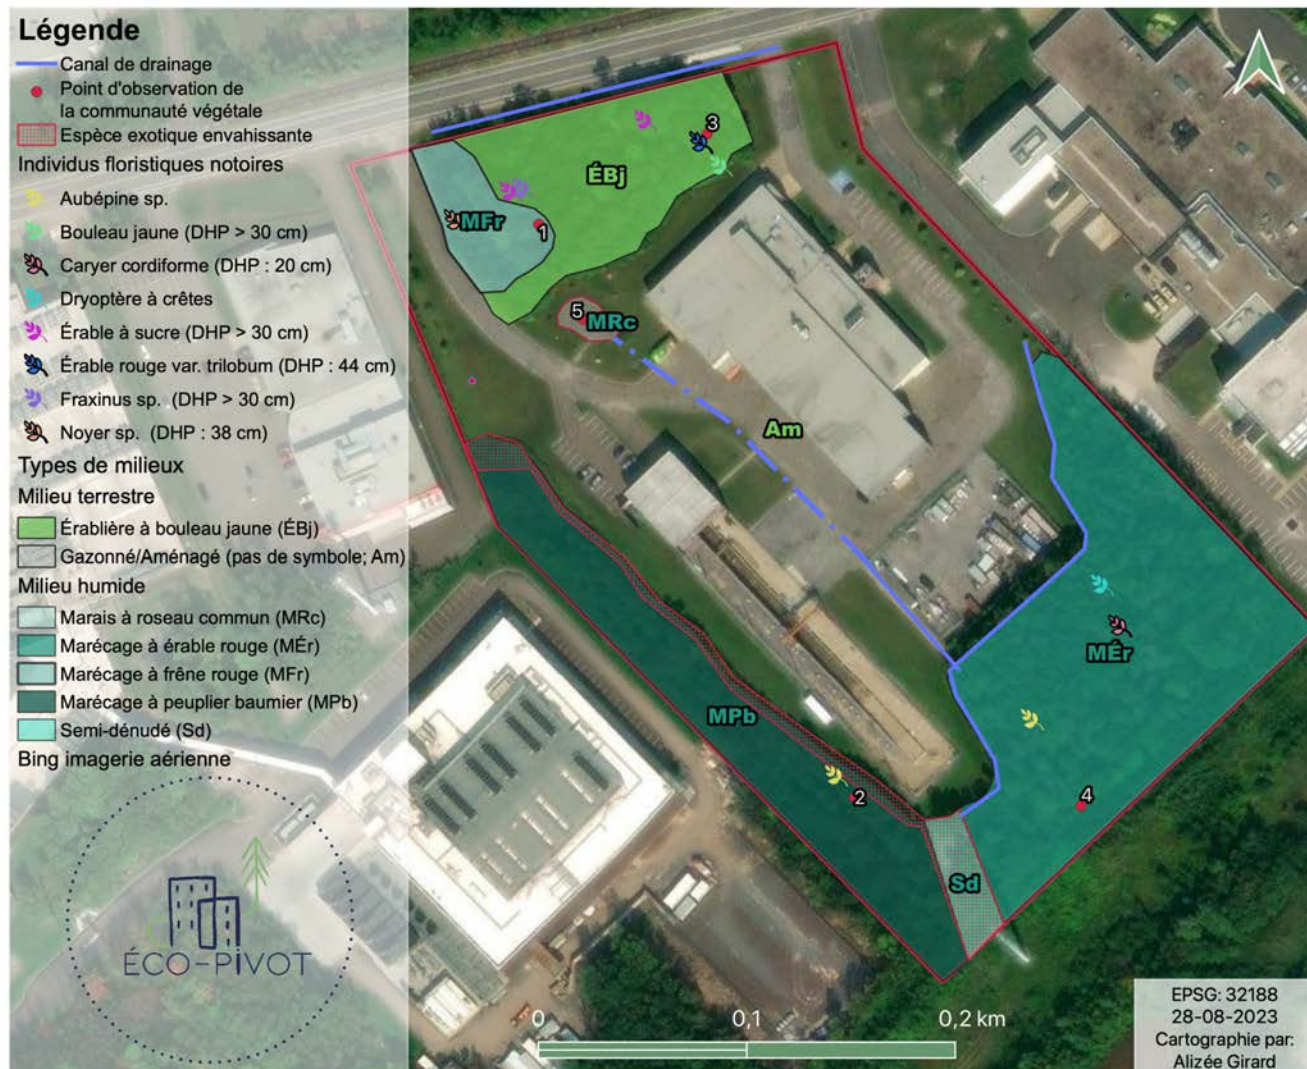 Légende
Canal de drainage
Point d'observation de
la communauté végétale
Espèce exotique envahissante
Individus floristiques notoires
Aubépine sp.
Bouleau jaune (DHP > 30 cm)
Caryer cordiforme (DHP : 20 cm)
Dryoptère à crêtes
Érable à sucre (DHP > 30 cm)
Érable rouge var. trilobum (DHP : 44 cm)
Fraxinus sp. (DHP > 30 cm)
Noyer sp. (DHP : 38 cm)
Types de milieux
Milieu terrestre
Érablière à bouleau jaune (ÉBj)
Gazonné/Aménagé (pas de symbole; Am)
Milieu humide
Marais à roseau commun (MRc)
Marécage à érable rouge (MÉr)
Marécage à frêne rouge (MFr)
Marécage à peuplier baumier (MPb)
Semi-dénudé (Sd)
Bing imagerie aérienne
ÉCO-PIVOT
3
ÉBj
MFr
1
5
MRc
Am
MÉr
MPb
2
4
Sd
0 0,1 0,2 km
EPSG: 32188
28-08-2023
Cartographie par:
Alizée Girard